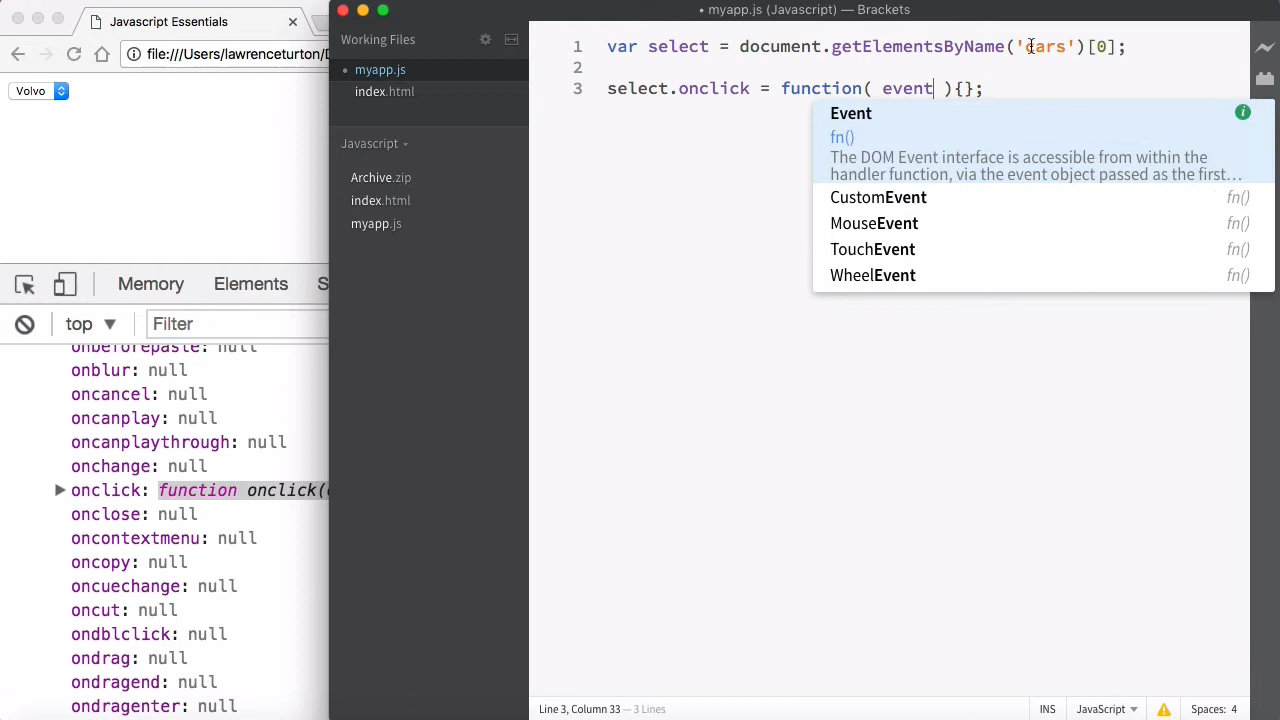 Javascript Essentials
file:///Users/lawrenceturton/D
Volvo
Memory
Elements
S
top
Filter
onbeforepaste: null
onblur: null
oncancel: null
oncanplay: null
oncanplaythrough: null
onchange: null
onclick: function onclick(
onclose: null
oncontextmenu: null
oncopy: null
oncuechange: null
oncut: null
ondblclick: null
ondrag: null
ondragend: null
ondragenter: null
• myapp.js (Javascript) — Brackets
Working Files
• myapp.js
index.html
Javascript
Archive.zip
index.html
myapp.js
1 var select = document.getElementsByName('cars')[0];
2
3 select.onclick = function( event ){};
Event
fn()
The DOM Event interface is accessible from within the
handler function, via the event object passed as the first…
CustomEvent fn()
MouseEvent fn()
TouchEvent fn()
WheelEvent fn()
Line 3, Column 33 — 3 Lines
INS
JavaScript
Spaces: 4